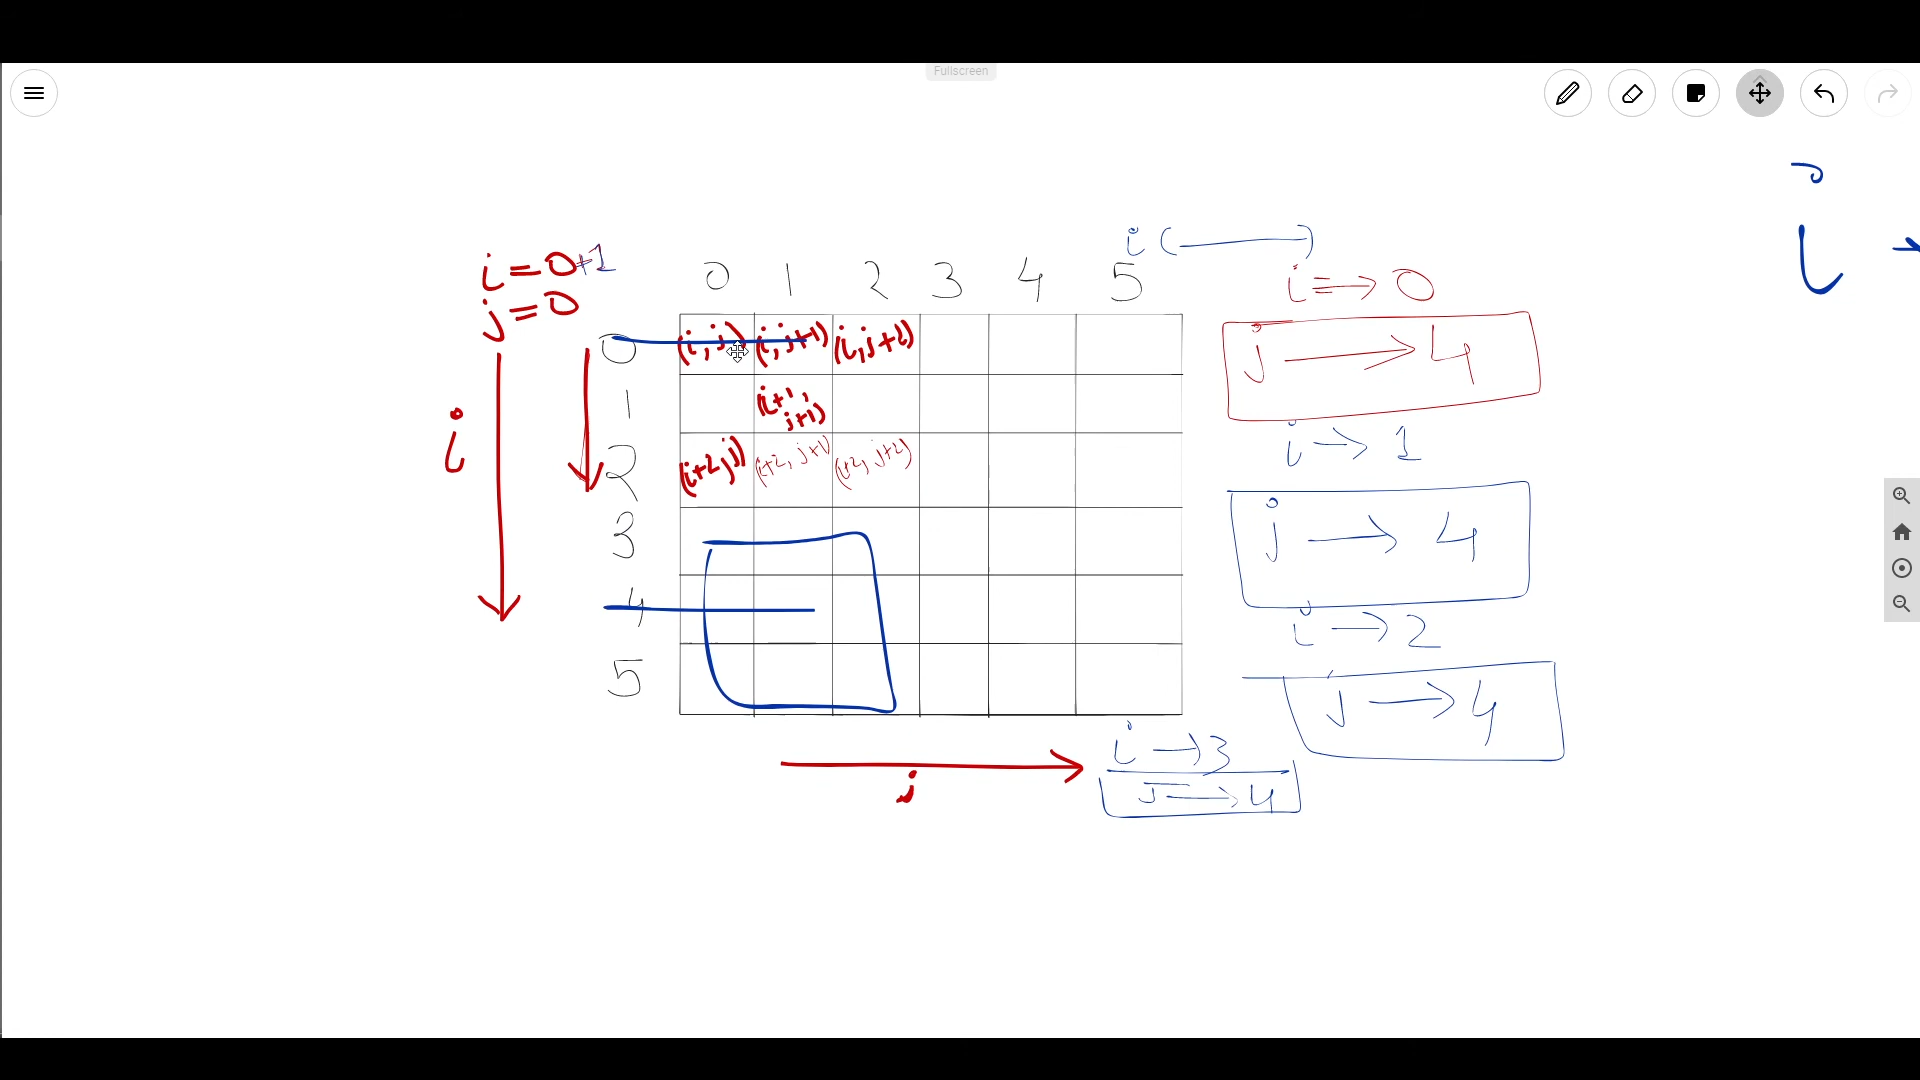 Fullscreen
i = 0 +1
j = 0
i ( )
0 1 2 3 4 5
i => 0
0 (i, j) (i, j+1) (i, j+2)
j → 4
1 (i+1, j+1)
i → 1
i
2 (i+2, j) (i+2, j+1) (i+2, j+2)
3
j → 4
4
i → 2
5
j → 4
i → 3
j → 4
j
i